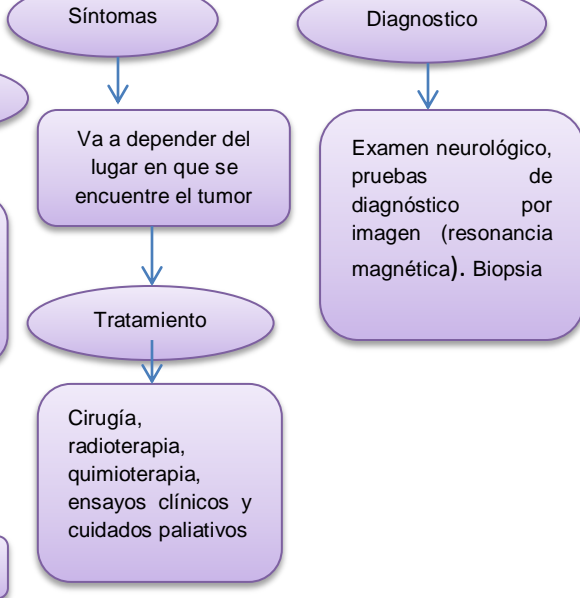 Síntomas
Va a depender del
lugar en que se
encuentre el tumor
Tratamiento
Cirugía,
radioterapia,
quimioterapia,
ensayos clínicos y
cuidados paliativos
Diagnostico
Examen neurológico,
pruebas de
diagnóstico por
imagen (resonancia
magnética). Biopsia